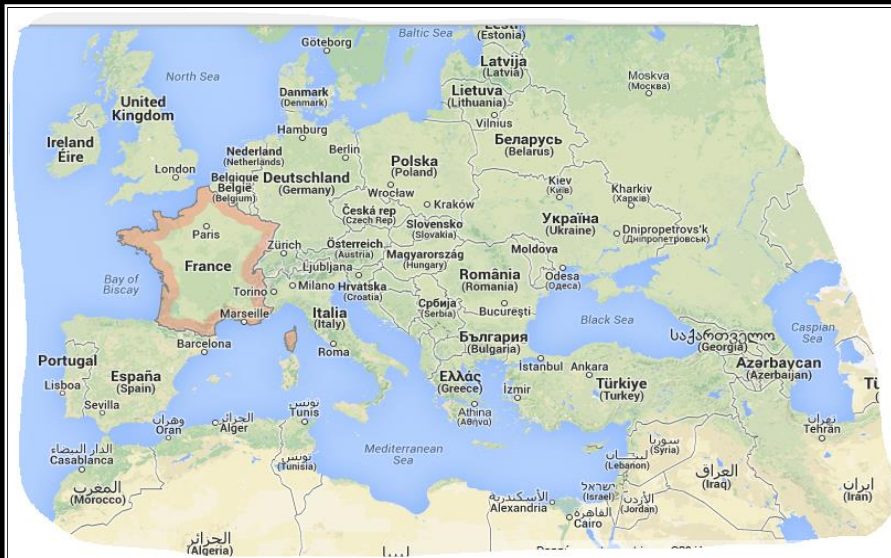 Eesti
(Estonia)
Göteborg
Baltic Sea
Latvija
(Latvia)
North Sea
Moskva
(Москва)
Danmark
(Denmark)
Lietuva
(Lithuania)
United
Kingdom
Vilnius
Hamburg
Беларусь
(Belarus)
Ireland
Éire
Nederland
(Netherlands)
Berlin
Polska
(Poland)
London
Belgique
België
(Belgium)
Deutschland
(Germany)
Kiev
(Київ)
Kharkiv
(Харків)
Wrocław
Kraków
Česká rep
(Czech Rep)
Україна
(Ukraine)
Slovensko
(Slovakia)
Dnipropetrovs'k
(Дніпропетровськ)
Paris
Zürich
Österreich
(Austria)
Magyarország
(Hungary)
Moldova
France
Ljubljana
România
(Romania)
Odesa
(Одеса)
Bay of
Biscay
Torino
Milano
Hrvatska
(Croatia)
Србија
(Serbia)
București
Marseille
Italia
(Italy)
Black Sea
Caspian
Sea
Barcelona
Roma
България
(Bulgaria)
საქართველო
(Georgia)
Portugal
España
(Spain)
İstanbul
Ankara
Azərbaycan
(Azerbaijan)
Lisboa
Ελλάς
(Greece)
İzmir
Türkiye
(Turkey)
Tü
Sevilla
Athina
(Αθήνα)
وهران
Oran
الجزائر
Alger
تونس
Tunis
تهران
Tehran
الدار البيضاء
Casablanca
Mediterranean
Sea
سوريا
(Syria)
تونس
(Tunisia)
لبنان
(Lebanon)
العراق
(Iraq)
المغرب
(Morocco)
الأسكندرية
Alexandria
ישראל
(Israel)
الأردن
(Jordan)
ایران
(Iran)
القاهرة
Cairo
الجزائر
(Algeria)
ليبيا